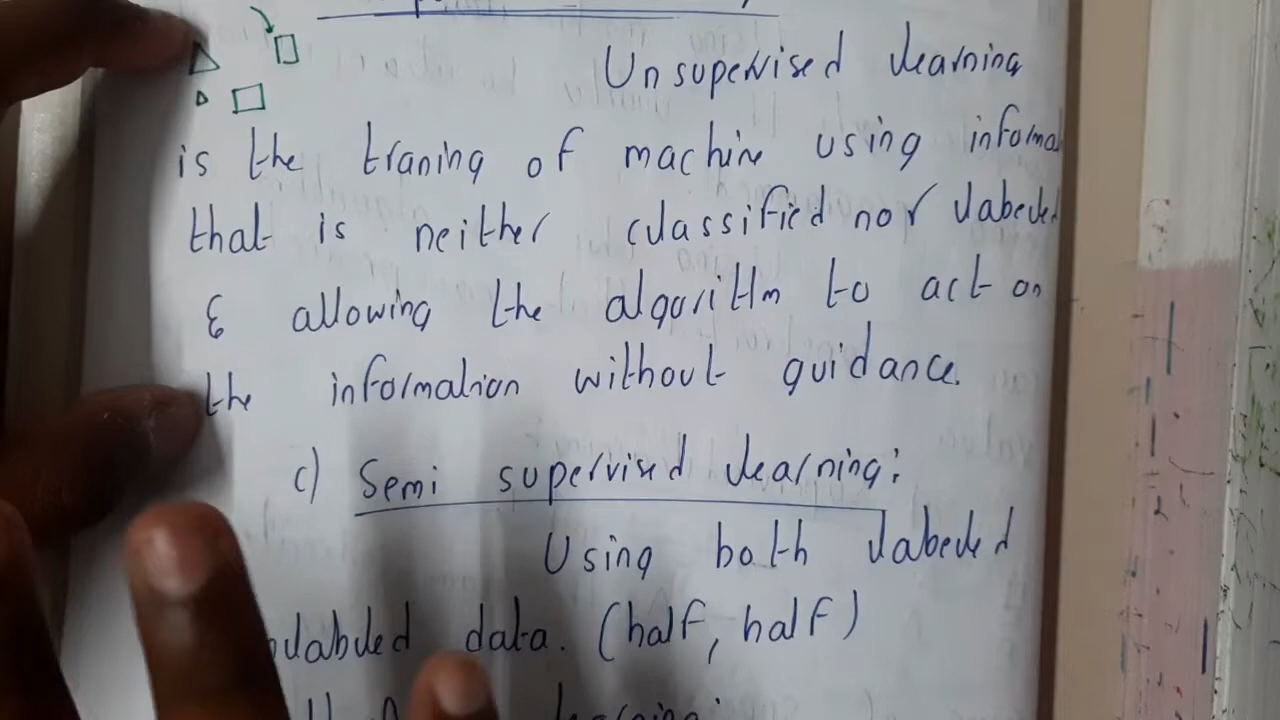 Unsupervised learning
is the traning of machine using informa
that is neither classified nor labeled
& allowing the algorithm to act on
the information without guidance.
c) Semi supervised learning:
Using both labeled
data. (half, half)
learning: